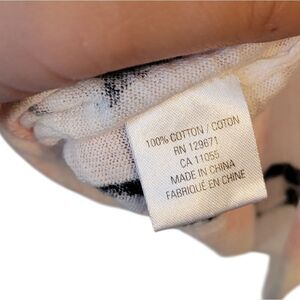 100% COTTON / COTON
RN 129671
CA 11055
MADE IN CHINA
FABRIQUÉ EN CHINE